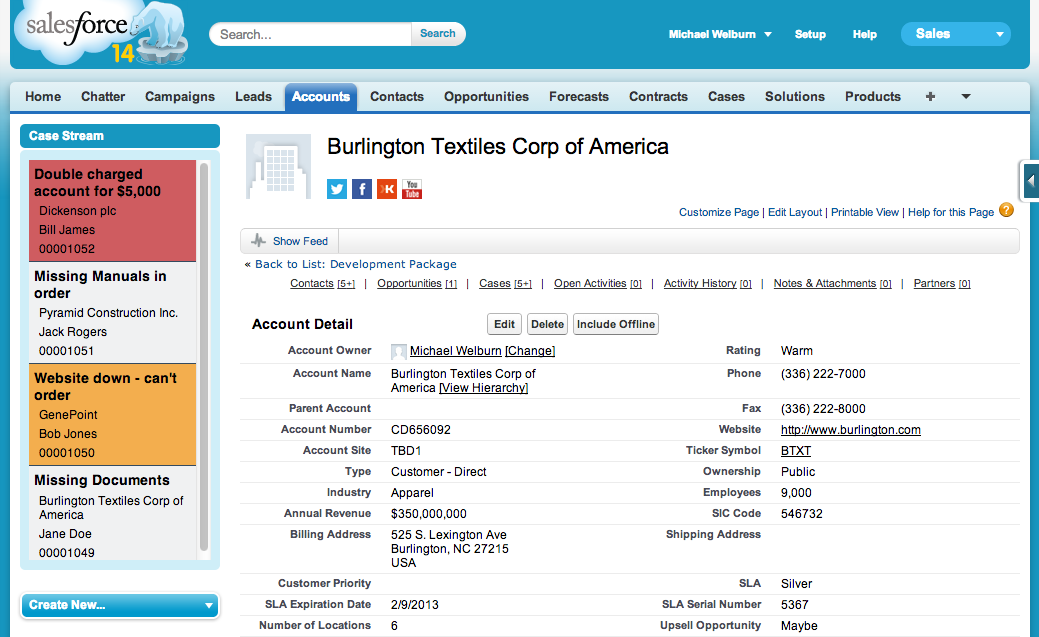 salesforce
14
Search...
Search
Michael Welburn
Setup
Help
Sales
Home Chatter Campaigns Leads Accounts Contacts Opportunities Forecasts Contracts Cases Solutions Products +
Case Stream
Double charged
account for $5,000
Dickenson plc
Bill James
00001052
Missing Manuals in
order
Pyramid Construction Inc.
Jack Rogers
00001051
Website down - can't
order
GenePoint
Bob Jones
00001050
Missing Documents
Burlington Textiles Corp of
America
Jane Doe
00001049
Create New...
Burlington Textiles Corp of America
f
K
You
Tube
Customize Page | Edit Layout | Printable View | Help for this Page ?
Show Feed
« Back to List: Development Package
Contacts [5+] | Opportunities [1] | Cases [5+] | Open Activities [0] | Activity History [0] | Notes & Attachments [0] | Partners [0]
Account Detail
Edit Delete Include Offline
Account Owner Michael Welburn [Change] Rating Warm
Account Name Burlington Textiles Corp of
America [View Hierarchy]
Phone (336) 222-7000
Parent Account Fax (336) 222-8000
Account Number CD656092 Website http://www.burlington.com
Account Site TBD1 Ticker Symbol BTXT
Type Customer - Direct Ownership Public
Industry Apparel Employees 9,000
Annual Revenue $350,000,000 SIC Code 546732
Billing Address 525 S. Lexington Ave
Burlington, NC 27215
USA
Shipping Address
Customer Priority SLA Silver
SLA Expiration Date 2/9/2013 SLA Serial Number 5367
Number of Locations 6 Upsell Opportunity Maybe